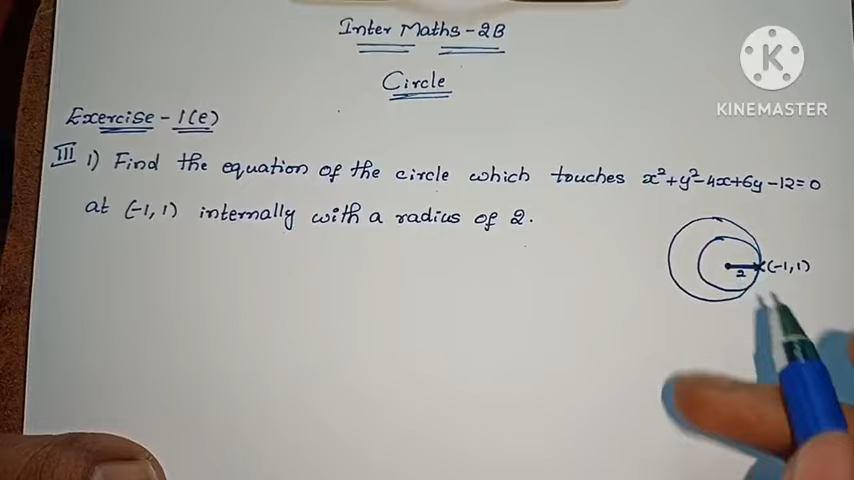 Inter Maths - 2B
Circle
K
KINEMASTER
Exercise - 1(e)
III 1) Find the equation of the circle which touches x²+y²-4x+6y-12=0
at (-1, 1) internally with a radius of 2.
2 (-1, 1)